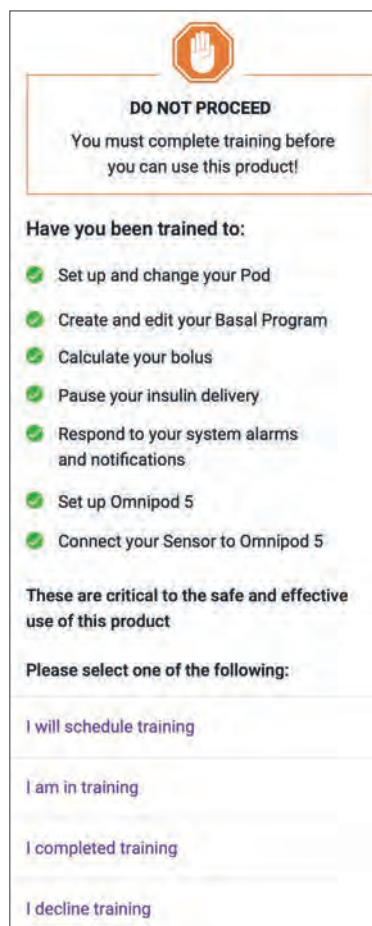 DO NOT PROCEED
You must complete training before
you can use this product!
Have you been trained to:
Set up and change your Pod
Create and edit your Basal Program
Calculate your bolus
Pause your insulin delivery
Respond to your system alarms
and notifications
Set up Omnipod 5
Connect your Sensor to Omnipod 5
These are critical to the safe and effective
use of this product
Please select one of the following:
I will schedule training
I am in training
I completed training
I decline training